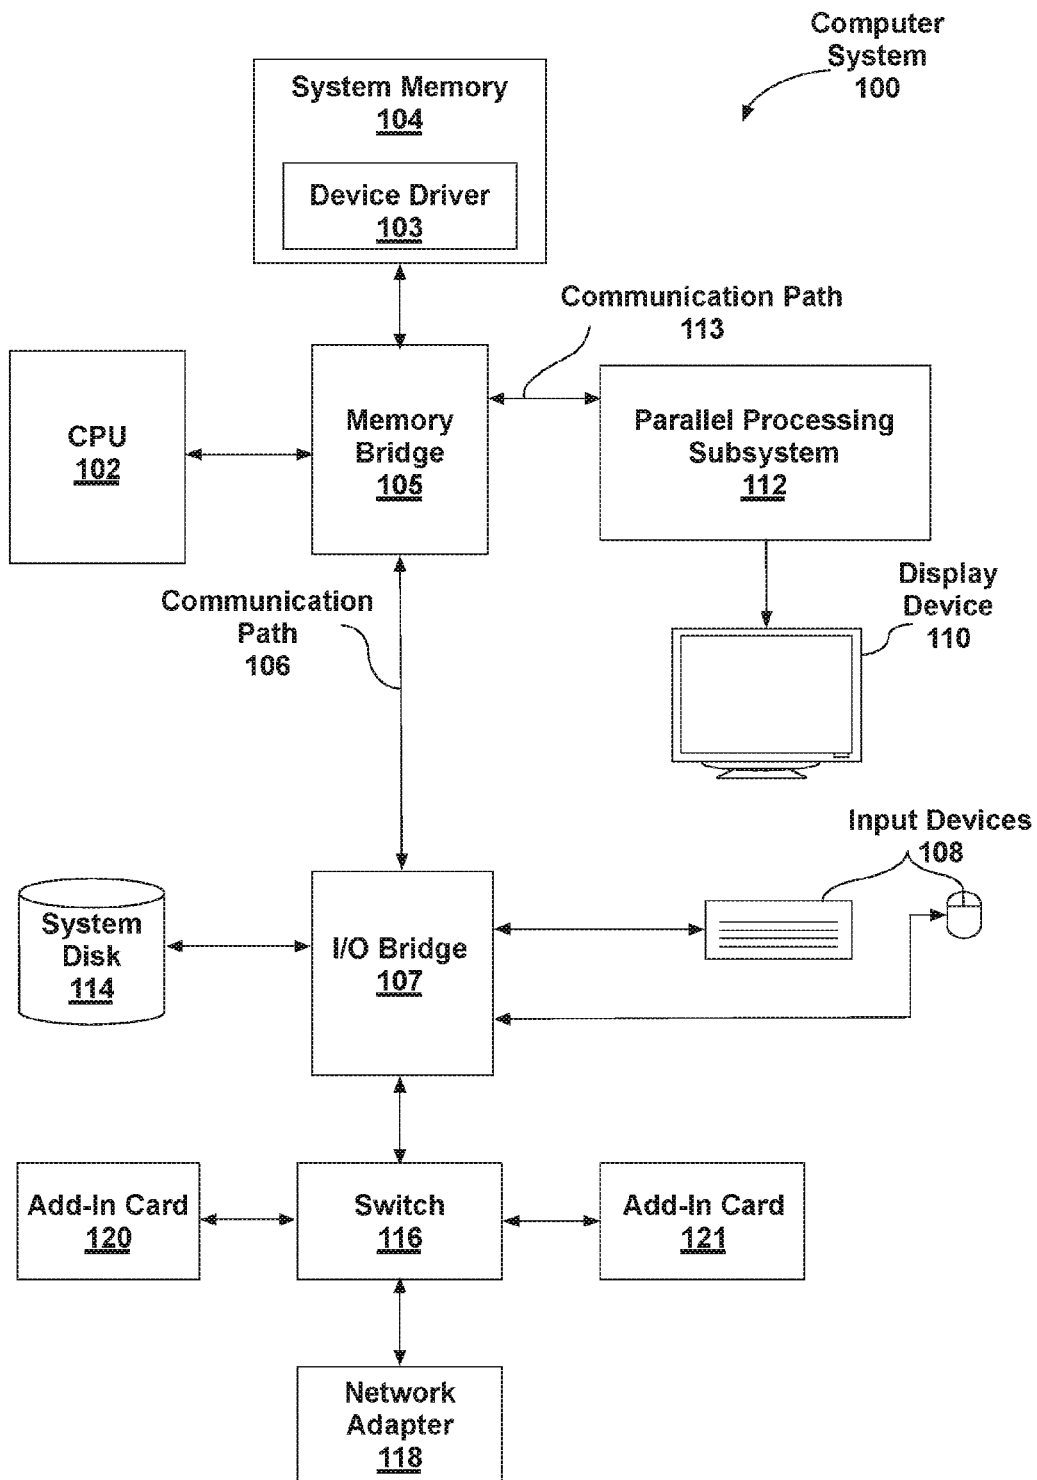 Computer
System
100
System Memory
104
Device Driver
103
Communication Path
113
CPU
102
Memory
Bridge
105
Parallel Processing
Subsystem
112
Communication
Path
106
Display
Device
110
Input Devices
108
System
Disk
114
I/O Bridge
107
Add-In Card
120
Switch
116
Add-In Card
121
Network
Adapter
118